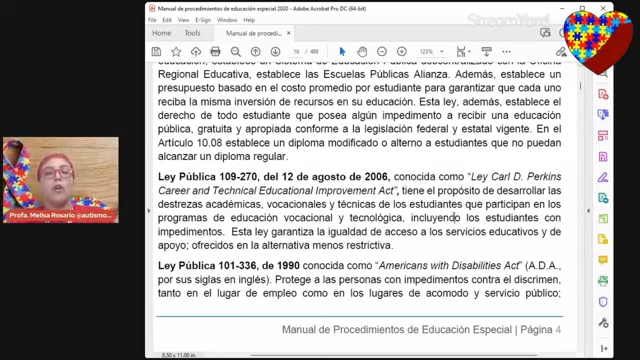 Manual de procedimientos de educación especial 2020 - Adobe Acrobat Pro DC (64-bit)
File Edit View E-Sign Window Help
StreamYard
Home Tools Manual de procedi...
16 / 488 125%
Regional Educativa, establece las Escuelas Públicas Alianza. Además, establece un
presupuesto basado en el costo promedio por estudiante para garantizar que cada uno
reciba la misma inversión de recursos en su educación. Esta ley, además, establece el
derecho de todo estudiante que posea algún impedimento a recibir una educación
pública, gratuita y apropiada conforme a la legislación federal y estatal vigente. En el
Artículo 10.08 establece un diploma modificado o alterno a estudiantes que no puedan
alcanzar un diploma regular.
Ley Pública 109-270, del 12 de agosto de 2006, conocida como “Ley Carl D. Perkins
Career and Technical Educational Improvement Act”, tiene el propósito de desarrollar las
destrezas académicas, vocacionales y técnicas de los estudiantes que participan en los
programas de educación vocacional y tecnológica, incluyendo los estudiantes con
impedimentos. Esta ley garantiza la igualdad de acceso a los servicios educativos y de
apoyo; ofrecidos en la alternativa menos restrictiva.
Ley Pública 101-336, de 1990 conocida como “Americans with Disabilities Act” (A.D.A.,
por sus siglas en inglés). Protege a las personas con impedimentos contra el discrimen,
tanto en el lugar de empleo como en los lugares de acomodo y servicio público;
Manual de Procedimientos de Educación Especial | Página 4
8.50 x 11.00 in
Profa. Melisa Rosario @autismo...